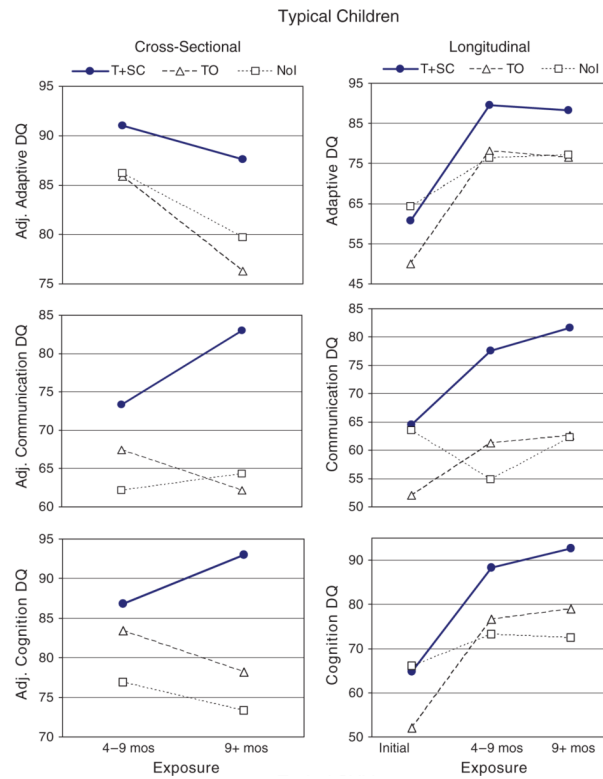 Typical Children
Cross-Sectional
T+SC TO NoI
Adj. Adaptive DQ
95
90
85
80
75
Longitudinal
T+SC TO NoI
Adaptive DQ
95
85
75
65
55
45
Adj. Communication DQ
85
80
75
70
65
60
Communication DQ
85
80
75
70
65
60
55
50
Adj. Cognition DQ
95
90
85
80
75
70
4–9 mos 9+ mos
Exposure
Cognition DQ
90
80
70
60
50
Initial 4–9 mos 9+ mos
Exposure